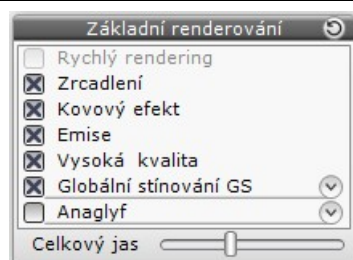 Základní renderování
Rychlý rendering
Zrcadlení
Kovový efekt
Emise
Vysoká kvalita
Globální stínování GS
Anaglyf
Celkový jas